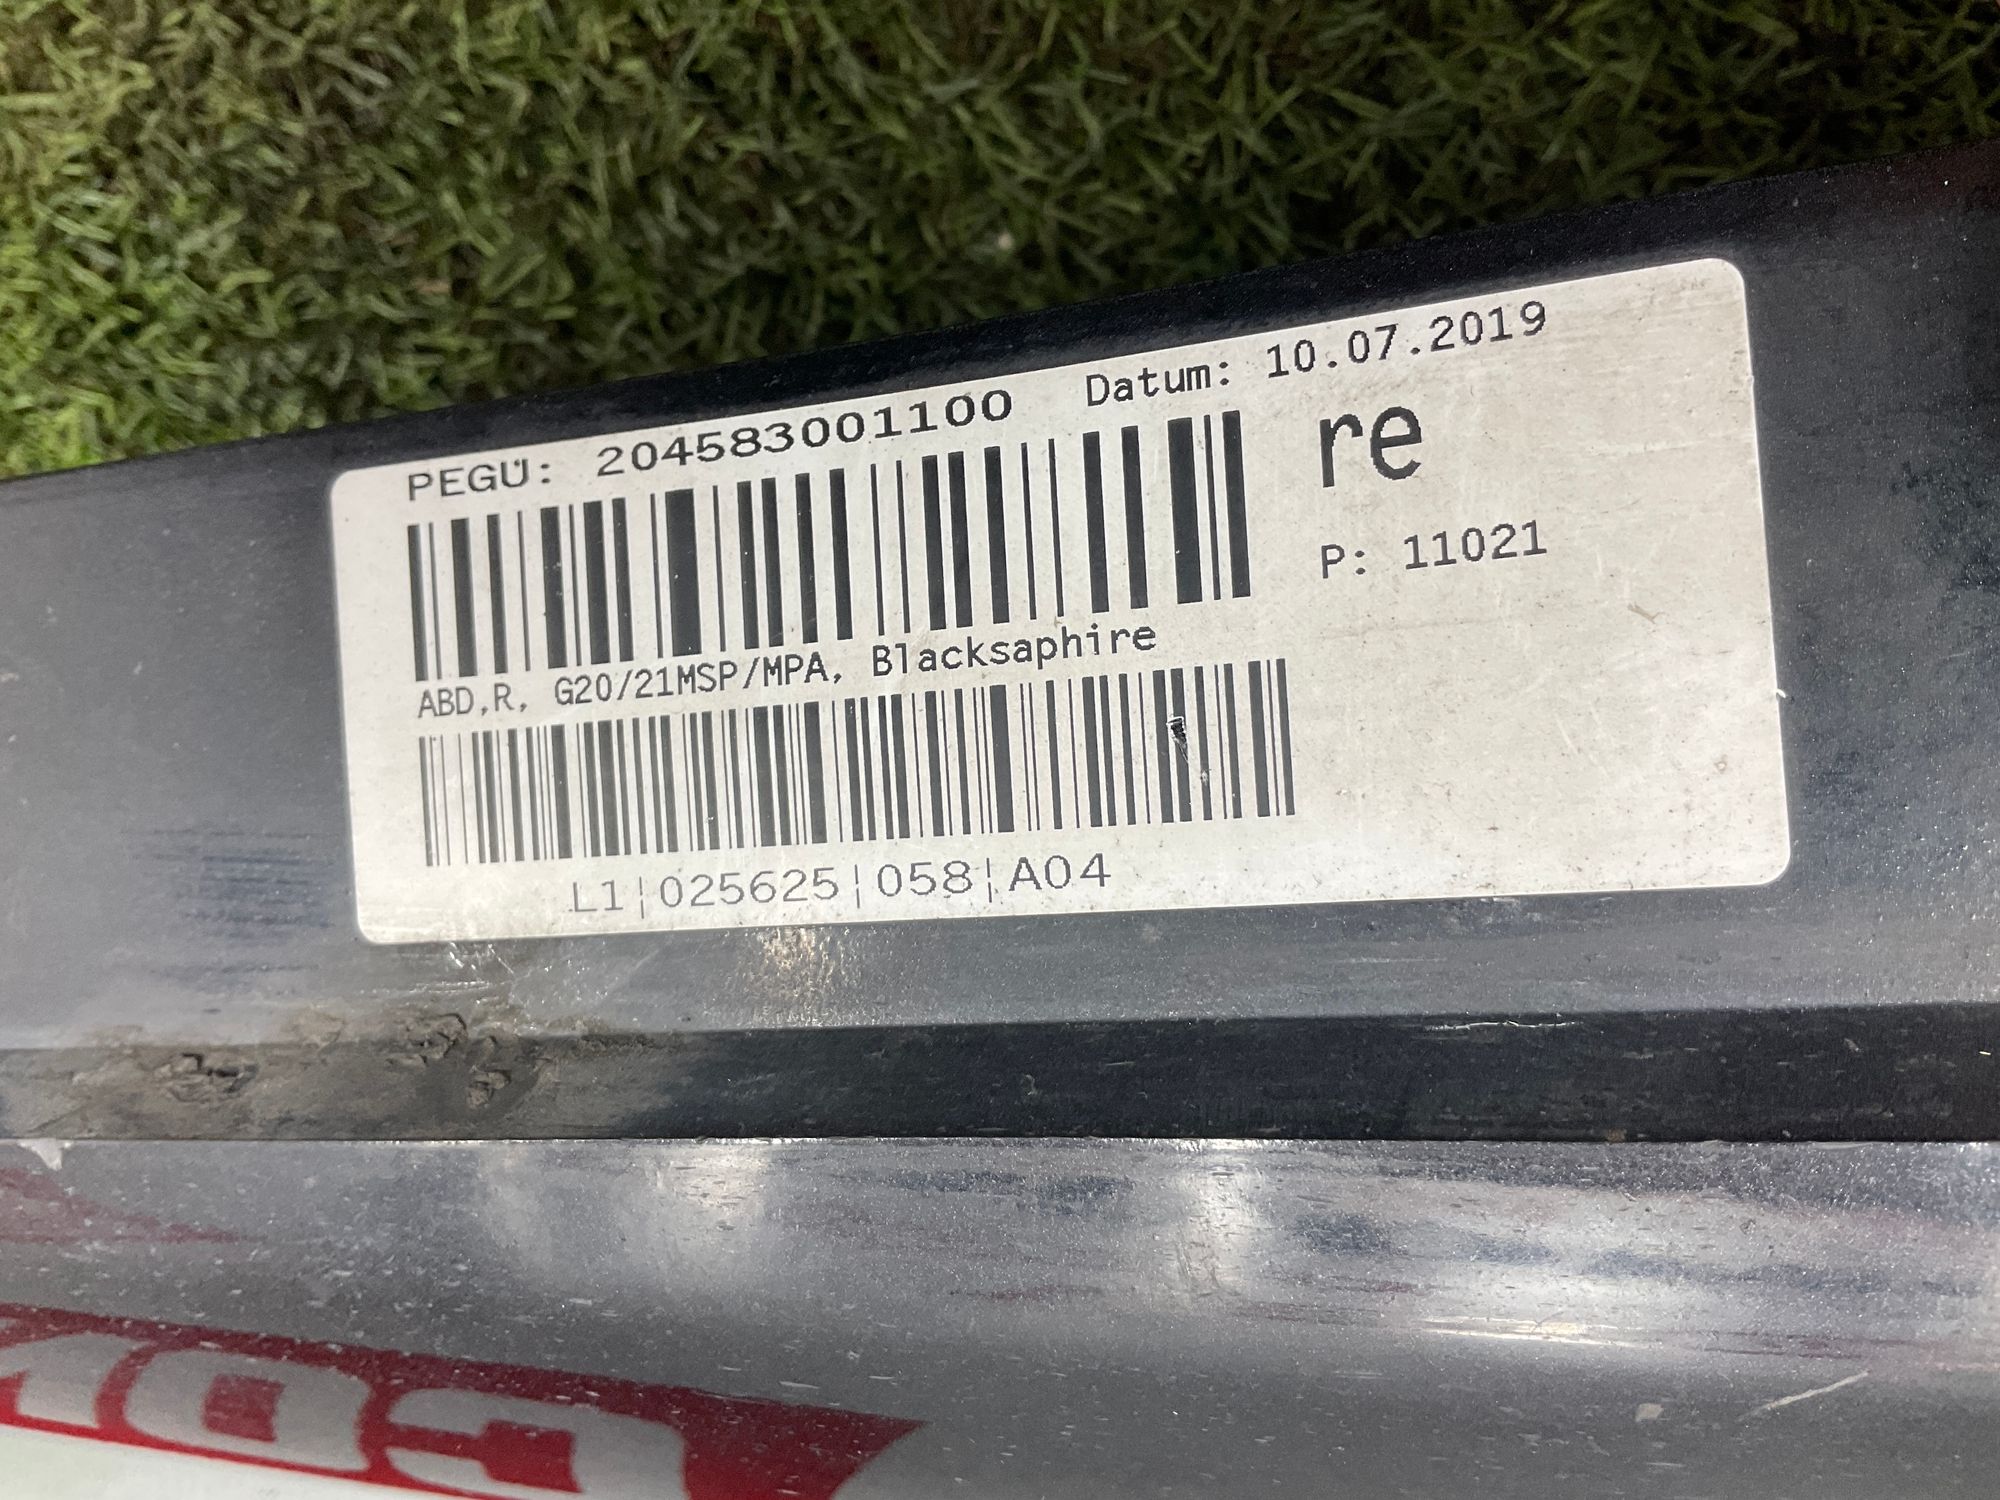 PEGÜ: 204583001100 Datum: 10.07.2019
re
P: 11021
ABD,R, G20/21MSP/MPA, Blacksaphire
L1¦025625¦058¦A04